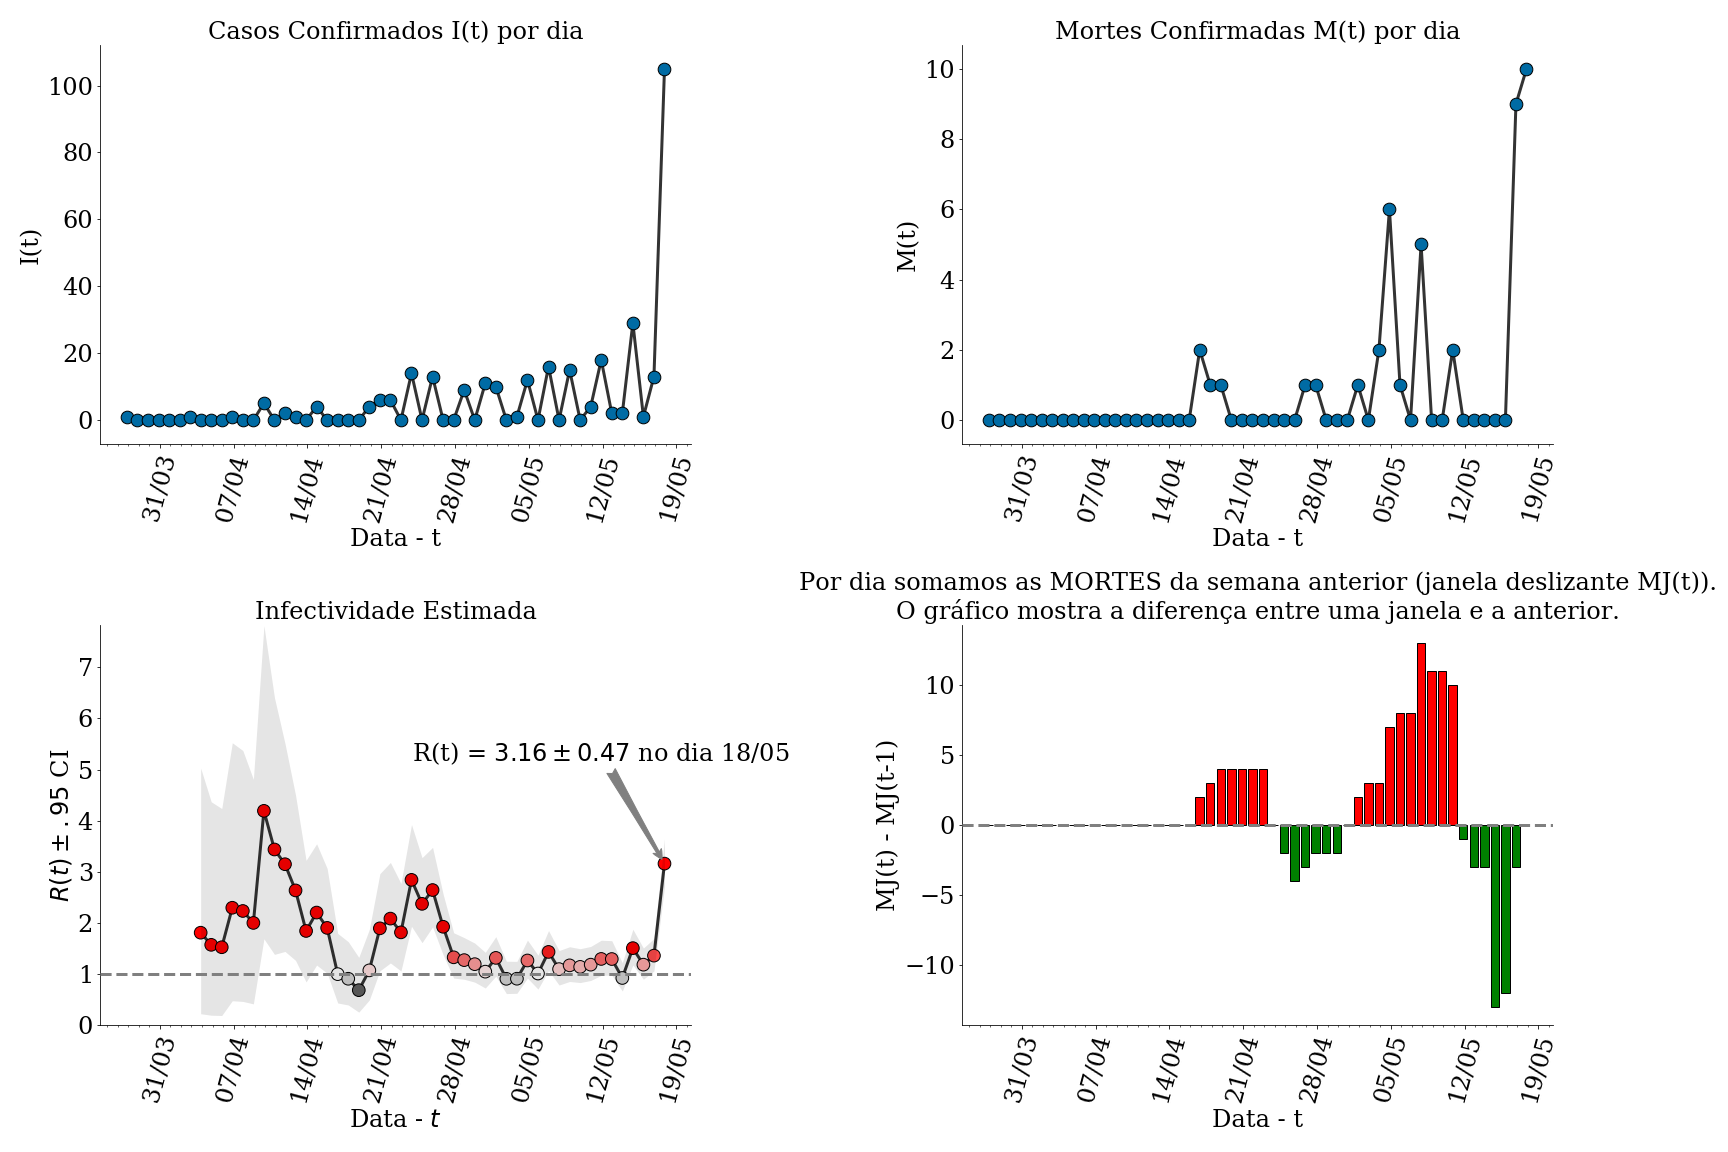 Casos Confirmados I(t) por dia
I(t)
100
80
60
40
20
0
31/03 07/04 14/04 21/04 28/04 05/05 12/05 19/05
Data - t
Mortes Confirmadas M(t) por dia
M(t)
10
8
6
4
2
0
31/03 07/04 14/04 21/04 28/04 05/05 12/05 19/05
Data - t
Infectividade Estimada
R(t) ± .95 CI
7
6
5
4
3
2
1
0
R(t) = 3.16 ± 0.47 no dia 18/05
31/03 07/04 14/04 21/04 28/04 05/05 12/05 19/05
Data - t
Por dia somamos as MORTES da semana anterior (janela deslizante MJ(t)).
O gráfico mostra a diferença entre uma janela e a anterior.
MJ(t) - MJ(t-1)
10
5
0
−5
−10
31/03 07/04 14/04 21/04 28/04 05/05 12/05 19/05
Data - t